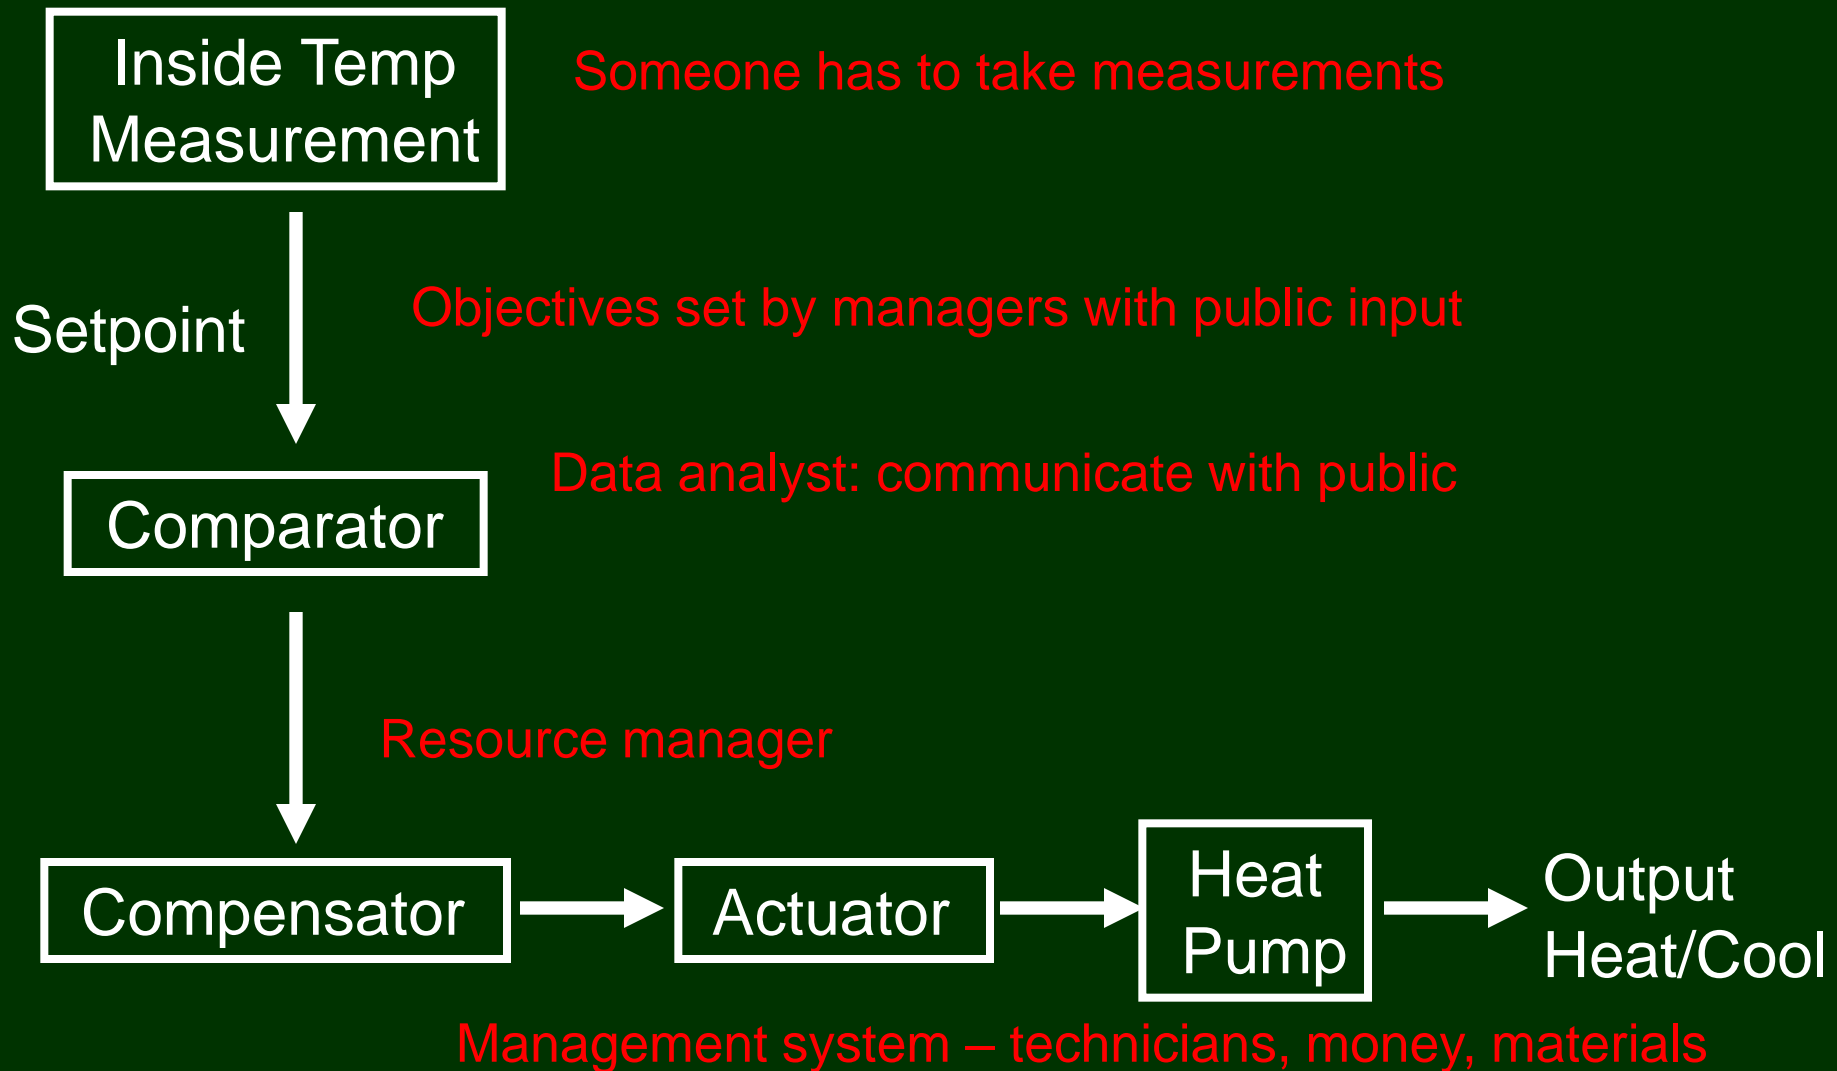 Inside Temp
Measurement
Someone has to take measurements
Setpoint
Objectives set by managers with public input
Data analyst: communicate with public
Comparator
Resource manager
Compensator
Actuator
Heat
Pump
Output
Heat/Cool
Management system – technicians, money, materials